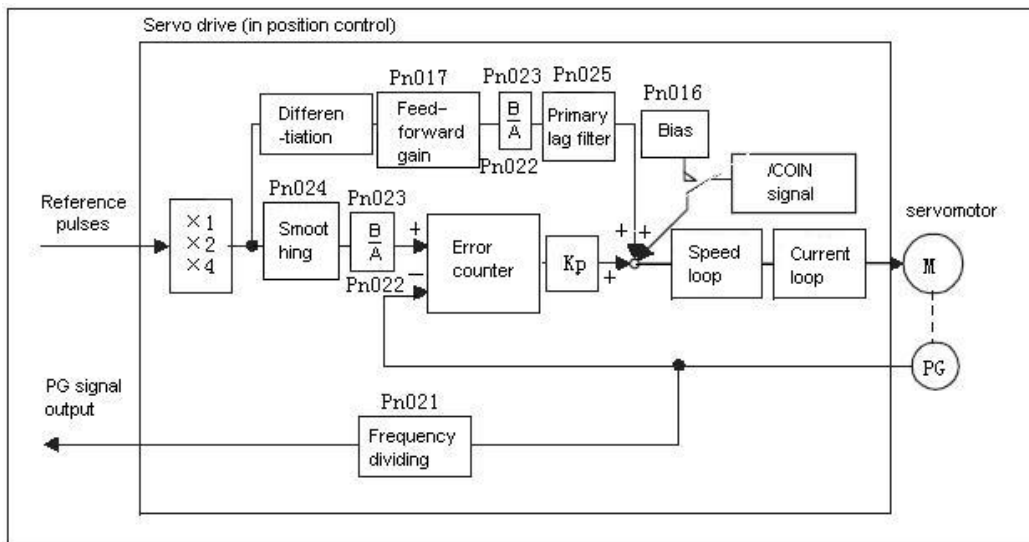 Servo drive (in position control)
Pn017
Pn023
Pn025
Pn016
Differen
-tiation
Feed-
forward
gain
B
A
Primary
lag filter
Bias
Pn022
/COIN
signal
Reference
pulses
Pn024
Pn023
×1
×2
×4
Smoot
hing
B
A
Pn022
+
−
Error
counter
Kp
+
+
+
Speed
loop
Current
loop
servomotor
M
PG
PG signal
output
Pn021
Frequency
dividing